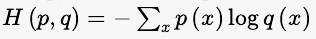 H (p, q) = − ∑ₓ p (x) log q (x)